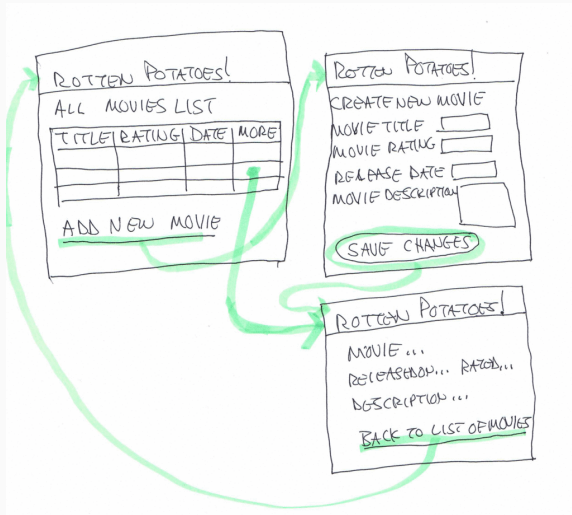 ROTTEN POTATOES!
ALL MOVIES LIST
TITLE RATING DATE MORE
ADD NEW MOVIE
ROTTEN POTATOES!
CREATE NEW MOVIE
MOVIE TITLE
MOVIE RATING
RELEASE DATE
MOVIE DESCRIPTION
SAVE CHANGES
ROTTEN POTATOES!
MOVIE ...
RELEASED ON... RATED...
DESCRIPTION...
BACK TO LIST OF MOVIES